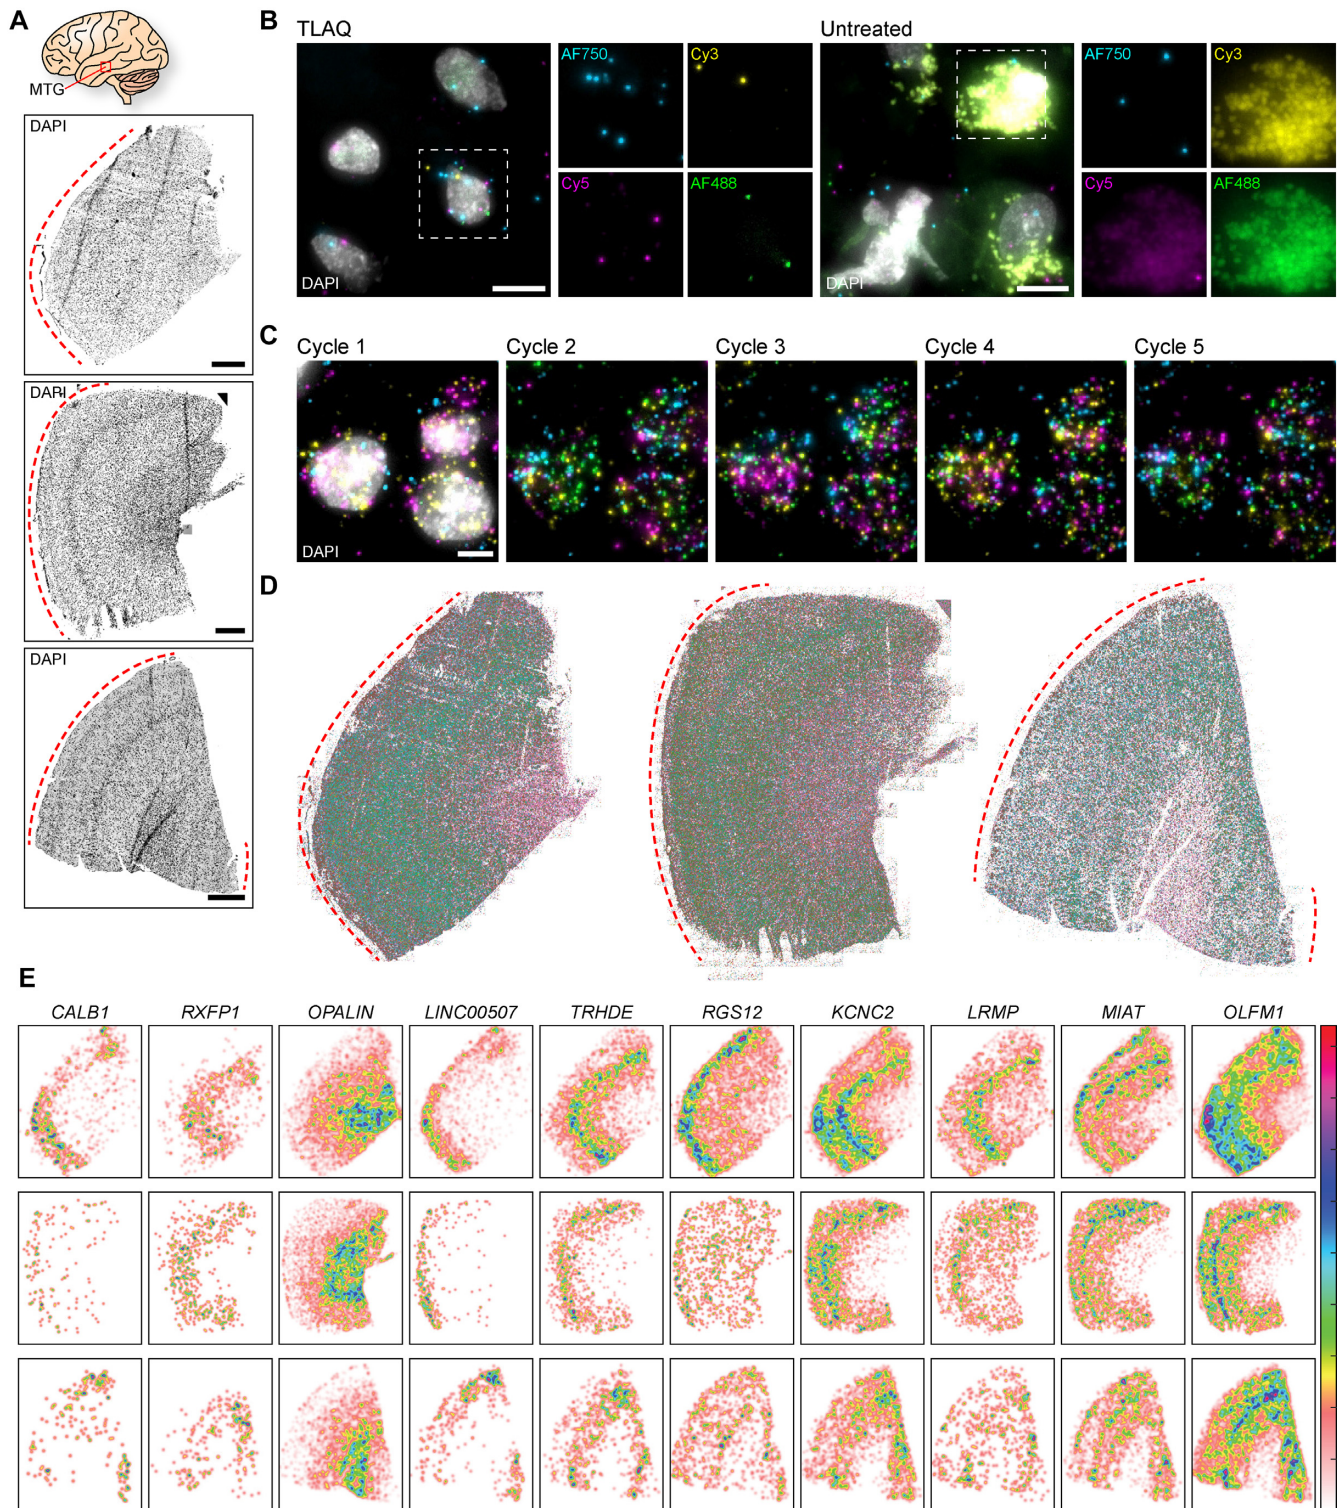 A
MTG
DAPI
DAPI
DAPI
B
TLAQ
Untreated
AF750
Cy3
Cy5
AF488
DAPI
AF750
Cy3
Cy5
AF488
DAPI
C
Cycle 1
Cycle 2
Cycle 3
Cycle 4
Cycle 5
DAPI
D
E
CALB1
RXFP1
OPALIN
LINC00507
TRHDE
RGS12
KCNC2
LRMP
MIAT
OLFM1